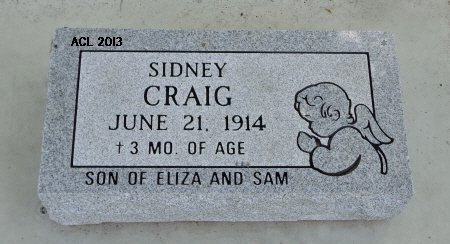 ACL 2013
SIDNEY
CRAIG
JUNE 21, 1914
† 3 MO. OF AGE
SON OF ELIZA AND SAM